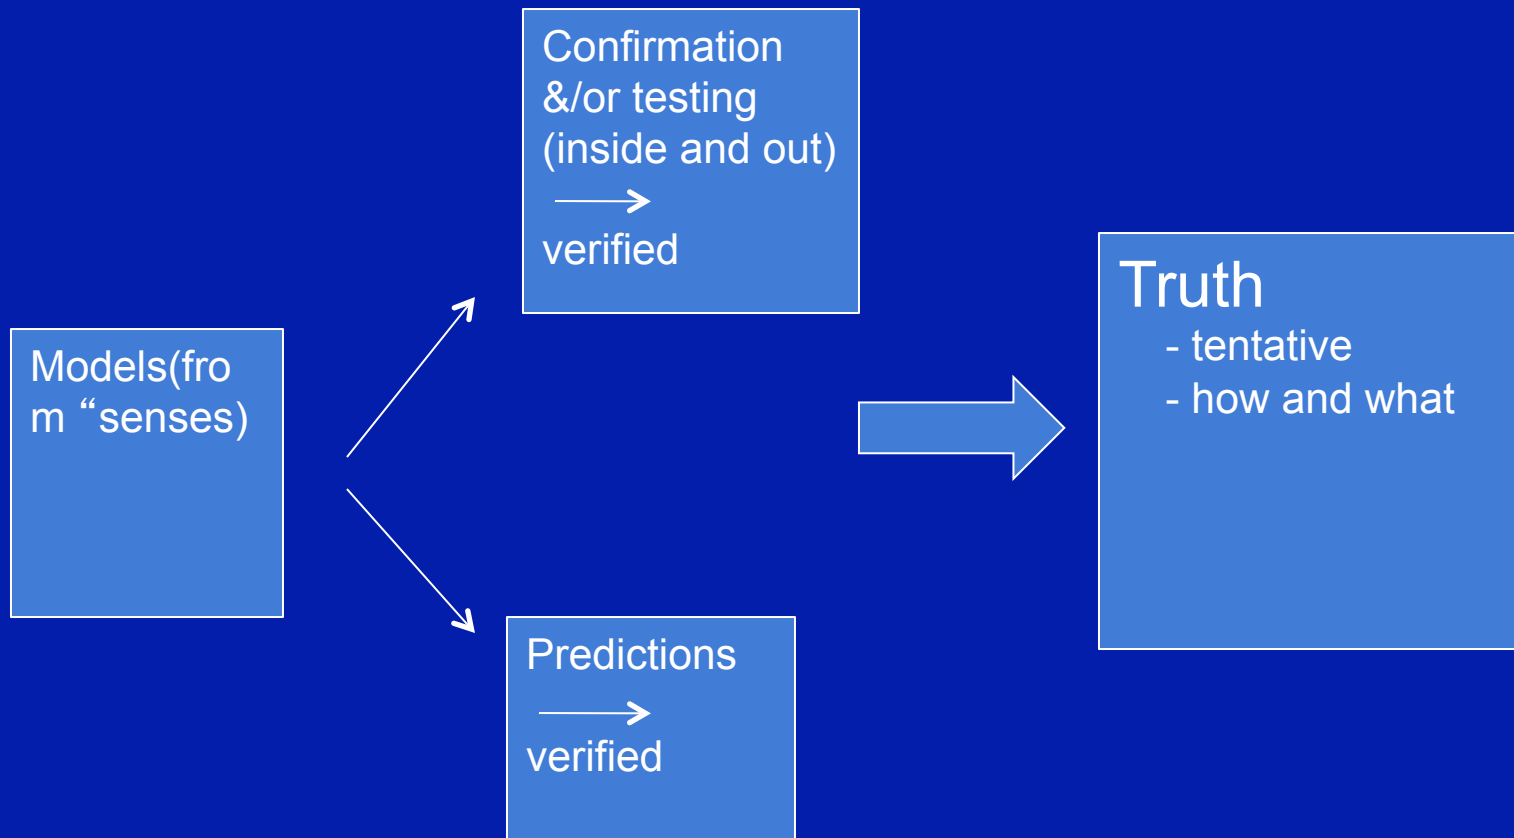 Models(fro
m “senses)
Confirmation
&/or testing
(inside and out)
verified
Predictions
verified
Truth
- tentative
- how and what